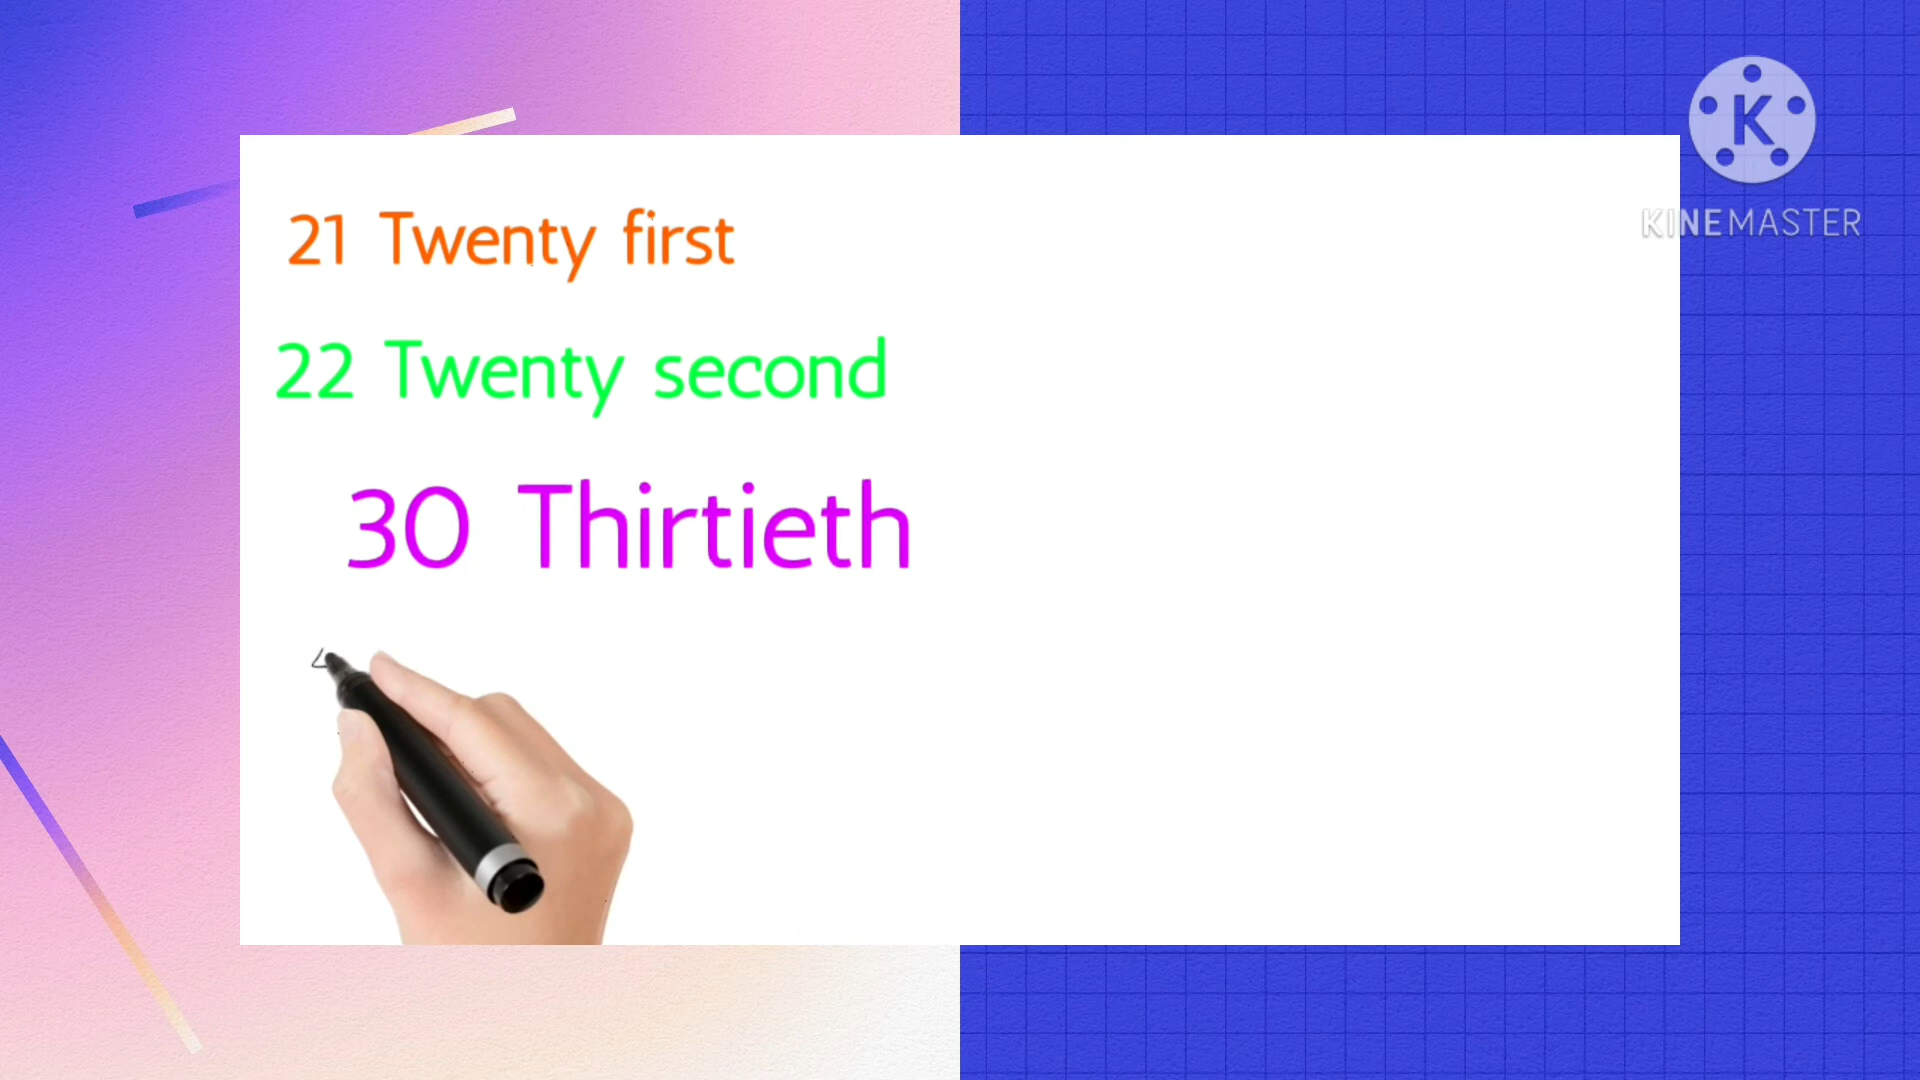 21 Twenty first
22 Twenty second
30 Thirtieth
K
KINEMASTER